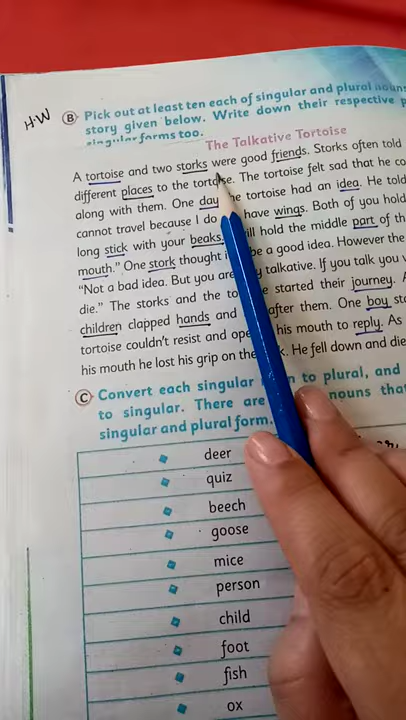 H·W
B Pick out at least ten each of singular and plural nouns
story given below. Write down their respective p
singular forms too.
The Talkative Tortoise
A tortoise and two storks were good friends. Storks often told
different places to the tortoise. The tortoise felt sad that he co
along with them. One day tortoise had an idea. He told
cannot travel because I do have wings. Both of you hold
long stick with your beaks. hold the middle part of th
mouth." One stork thought be a good idea. However the
"Not a bad idea. But you are talkative. If you talk you
die." The storks and the to started their journey. A
children clapped hands and after them. One boy sto
tortoise couldn't resist and ope his mouth to reply. As
his mouth he lost his grip on the k. He fell down and die
C Convert each singular to plural, and
to singular. There are nouns that
singular and plural form.
deer
quiz
beech
goose
mice
person
child
foot
fish
ox